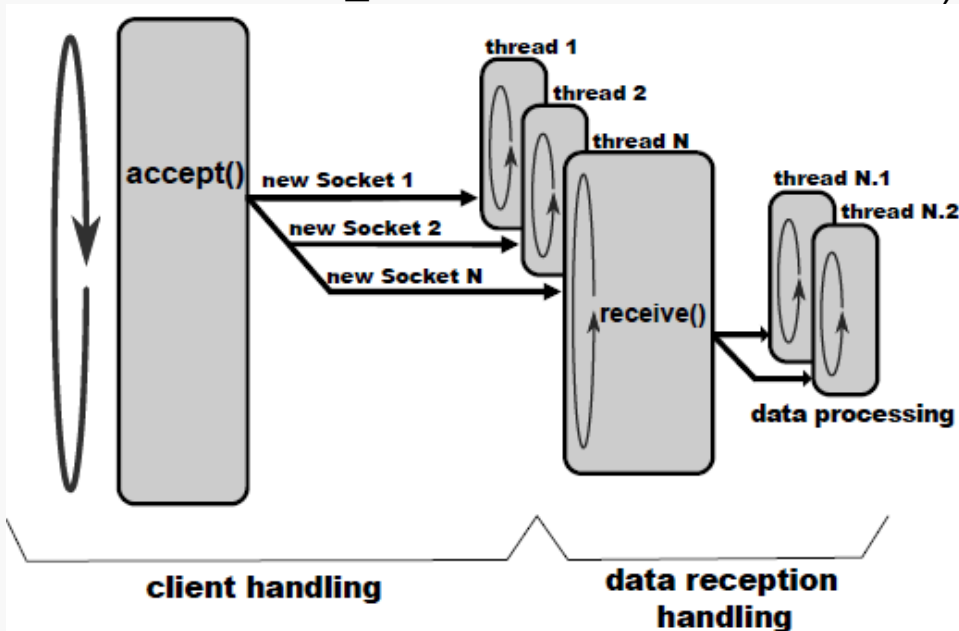 thread 1
thread 2
thread N
accept()
new Socket 1
new Socket 2
new Socket N
thread N.1
thread N.2
receive()
data processing
client handling
data reception
handling